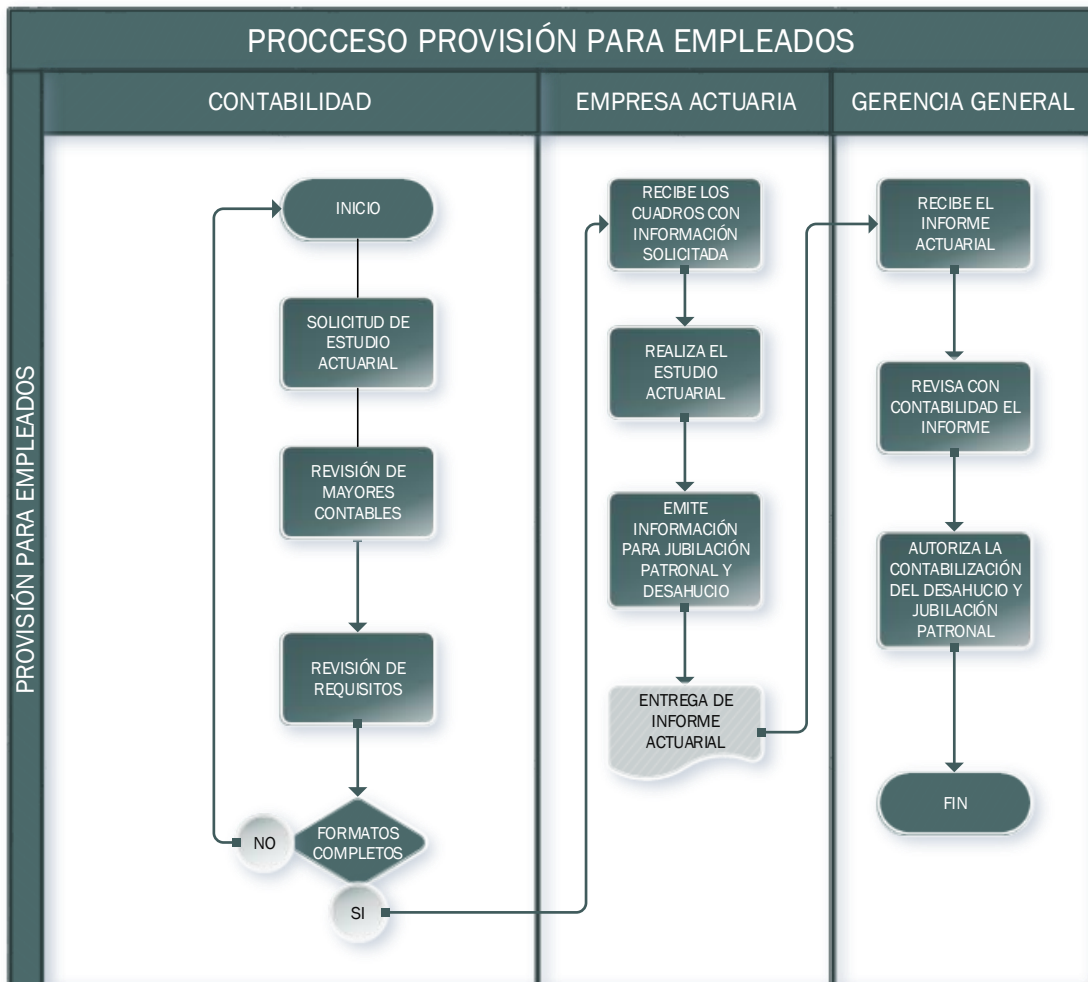 PROCCESO PROVISIÓN PARA EMPLEADOS
PROVISIÓN PARA EMPLEADOS
CONTABILIDAD
EMPRESA ACTUARIA
GERENCIA GENERAL
INICIO
SOLICITUD DE
ESTUDIO
ACTUARIAL
REVISIÓN DE
MAYORES
CONTABLES
REVISIÓN DE
REQUISITOS
FORMATOS
COMPLETOS
NO
SI
RECIBE LOS
CUADROS CON
INFORMACIÓN
SOLICITADA
REALIZA EL
ESTUDIO
ACTUARIAL
EMITE
INFORMACIÓN
PARA JUBILACIÓN
PATRONAL Y
DESAHUCIO
ENTREGA DE
INFORME
ACTUARIAL
RECIBE EL
INFORME
ACTUARIAL
REVISA CON
CONTABILIDAD EL
INFORME
AUTORIZA LA
CONTABILIZACIÓN
DEL DESAHUCIO Y
JUBILACIÓN
PATRONAL
FIN